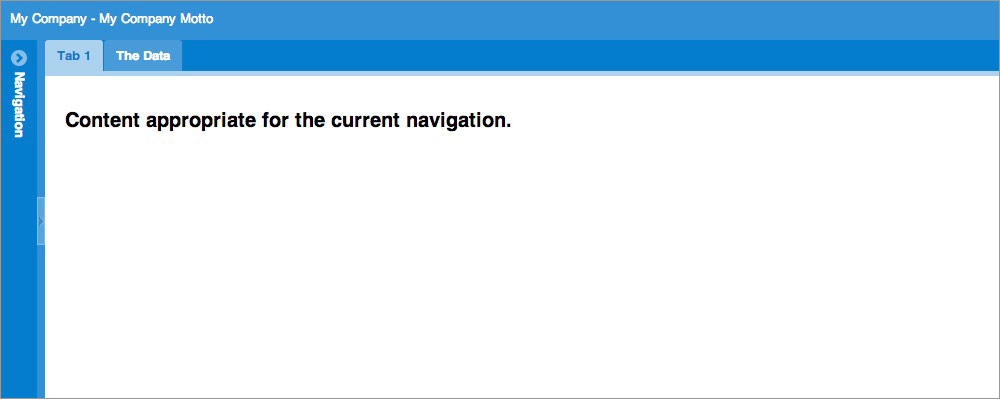 My Company - My Company Motto
Tab 1
The Data
Navigation
Content appropriate for the current navigation.